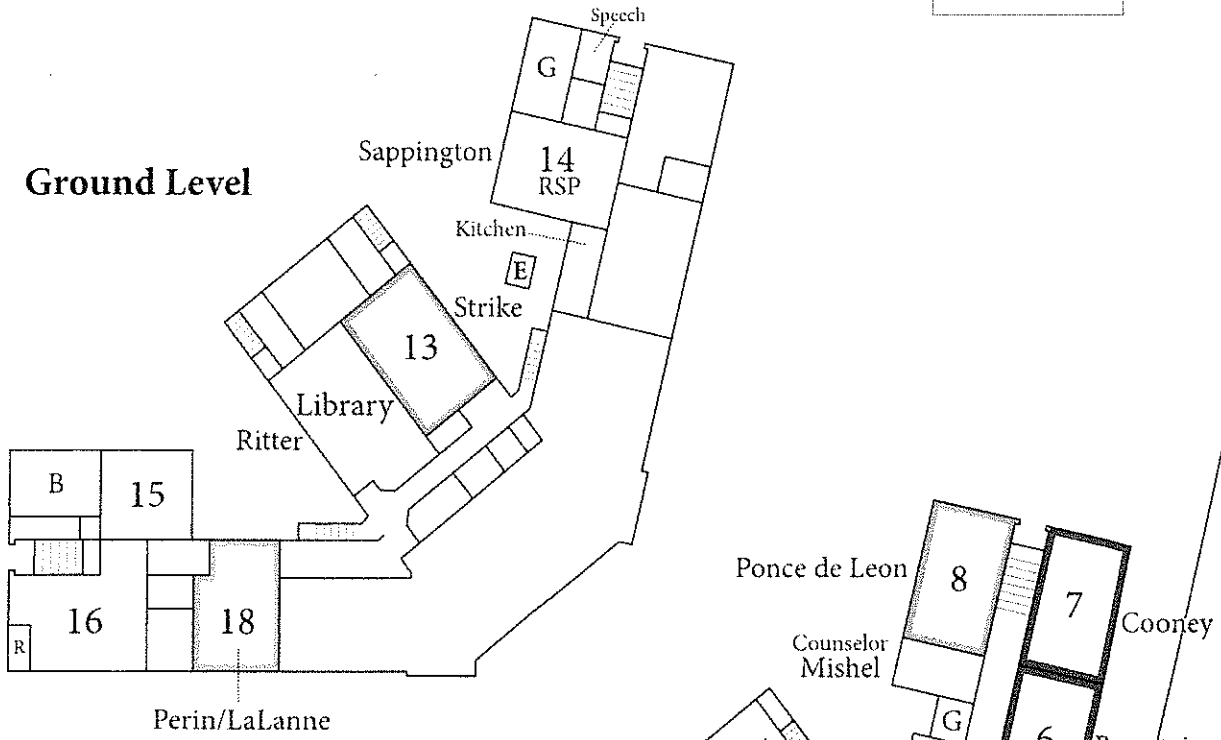 Speech
G
Sappington
14
RSP
Ground Level
Kitchen
E
Strike
13
Library
Ritter
B
15
16
18
R
Perin/LaLanne
Ponce de Leon
8
7
Cooney
Counselor
Mishel
G
6